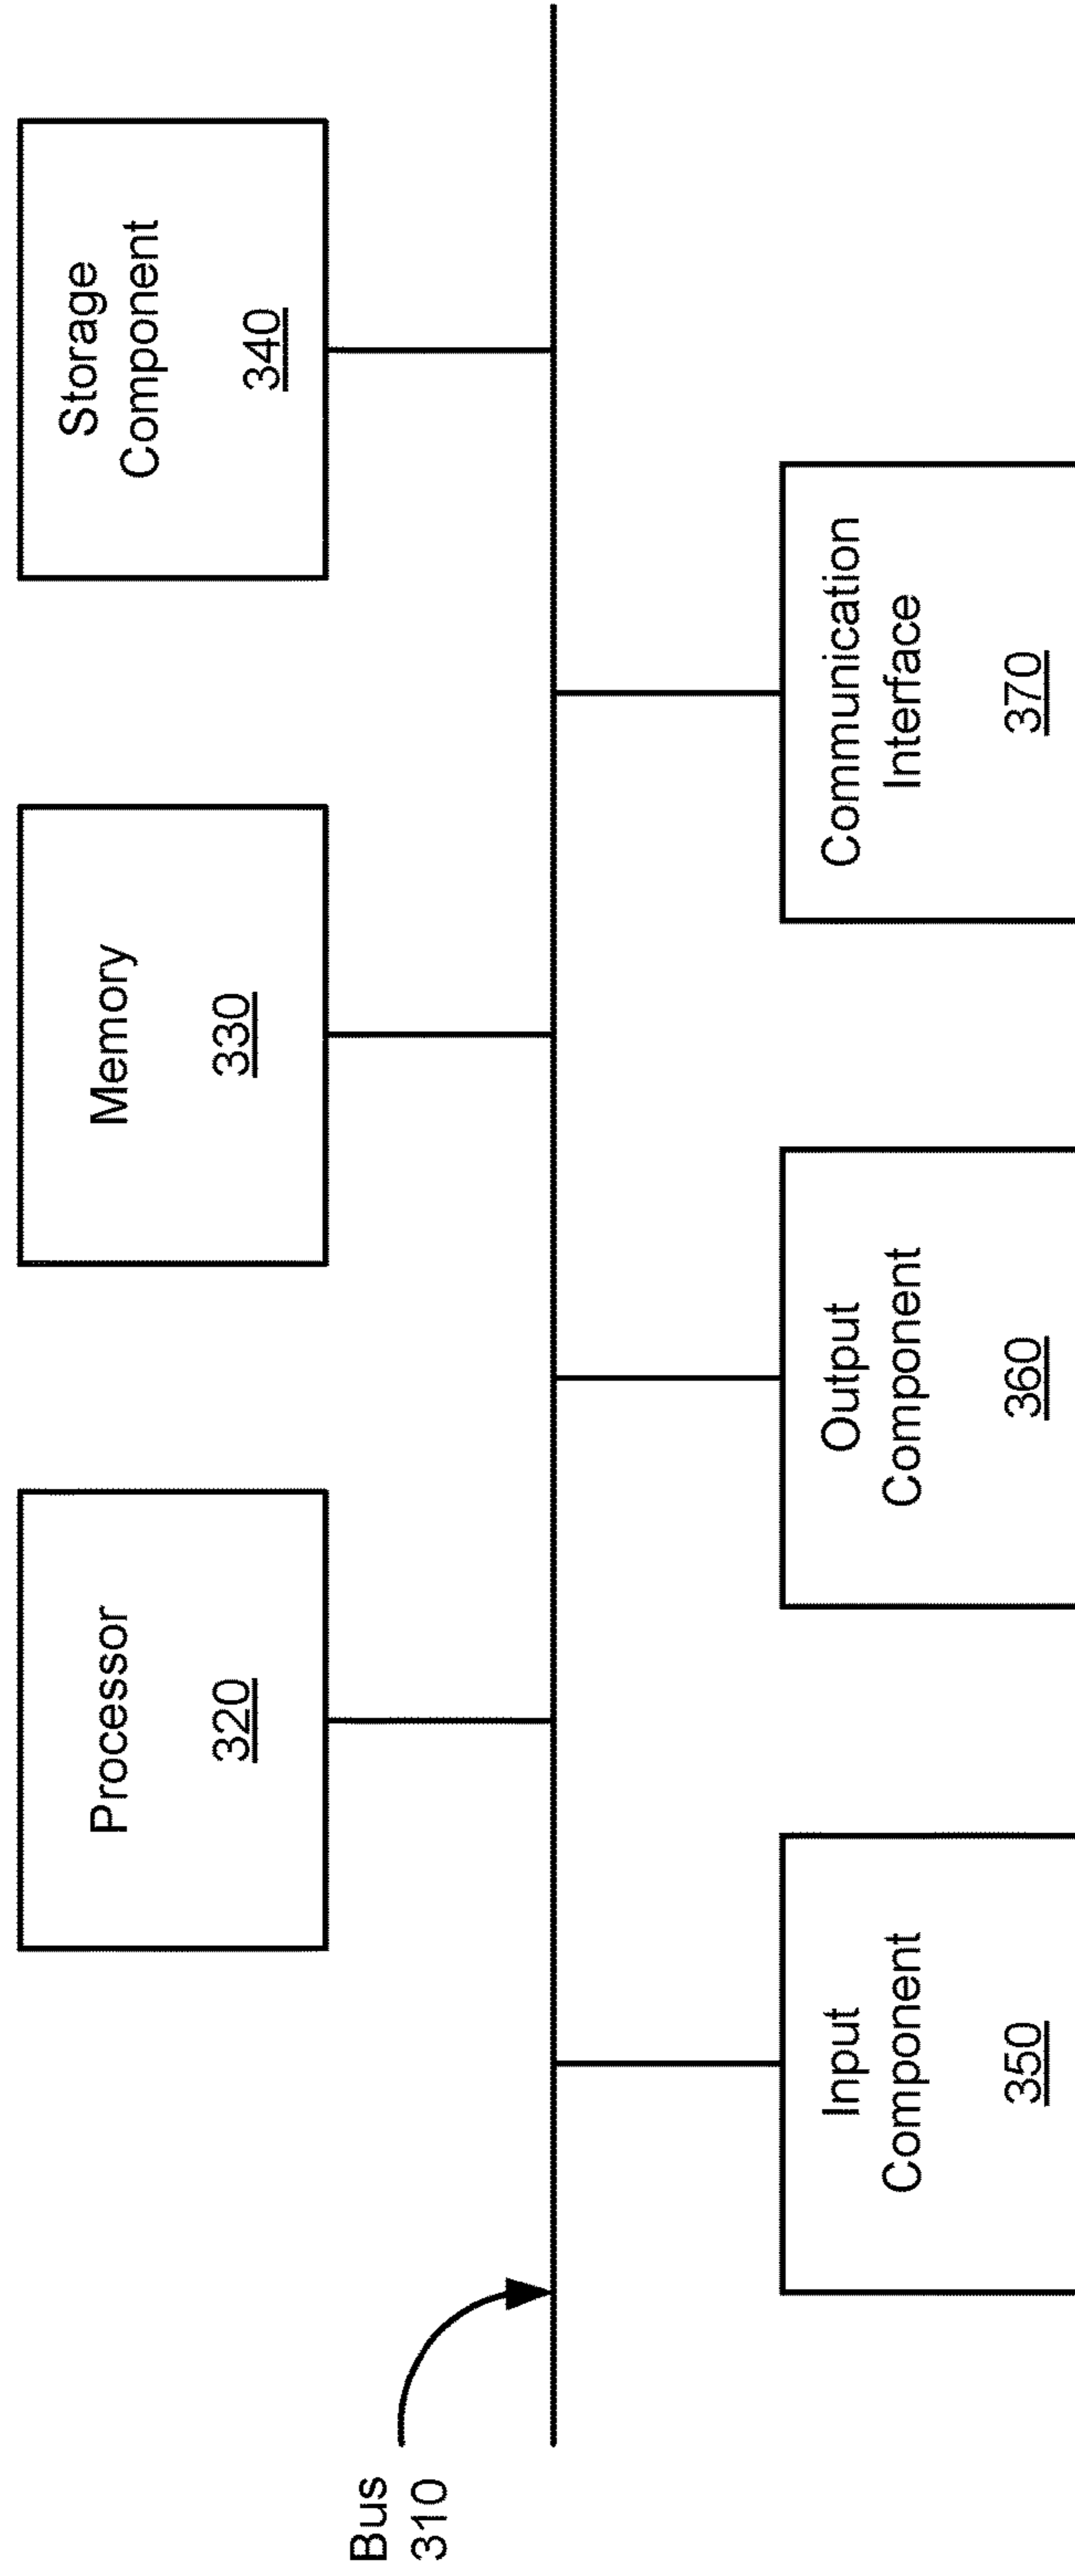 Processor
320
Memory
330
Storage
Component
340
Bus
310
Input
Component
350
Output
Component
360
Communication
Interface
370